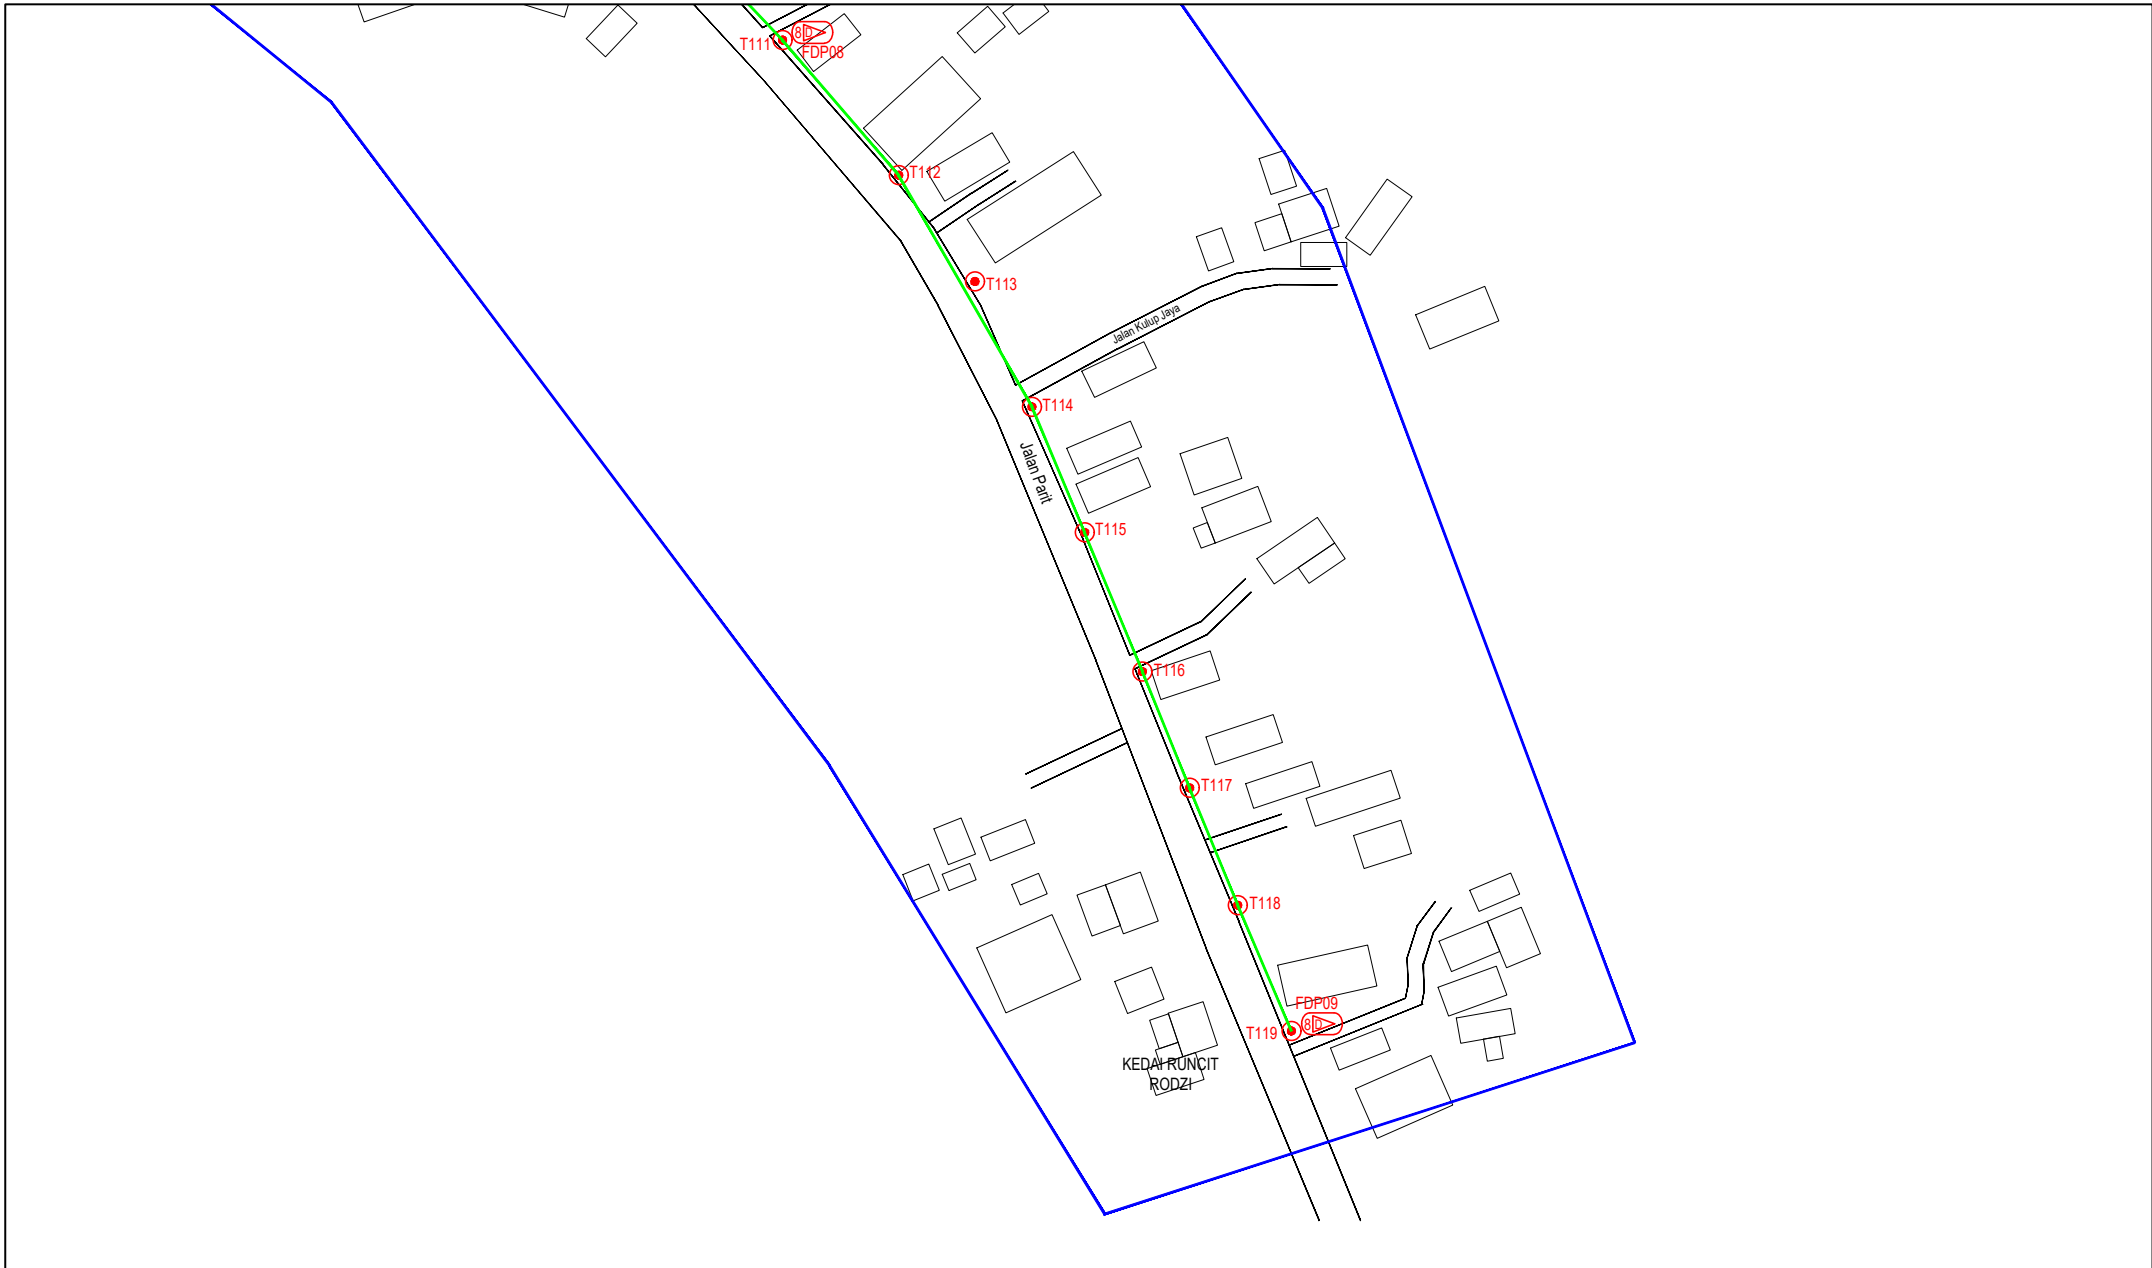 T111
8
D
FDP08
T112
T113
Jalan Kulup Jaya
T114
Jalan Parit
T115
T116
T117
T118
FDP09
8
D
T119
KEDAI RUNCIT
RODZI